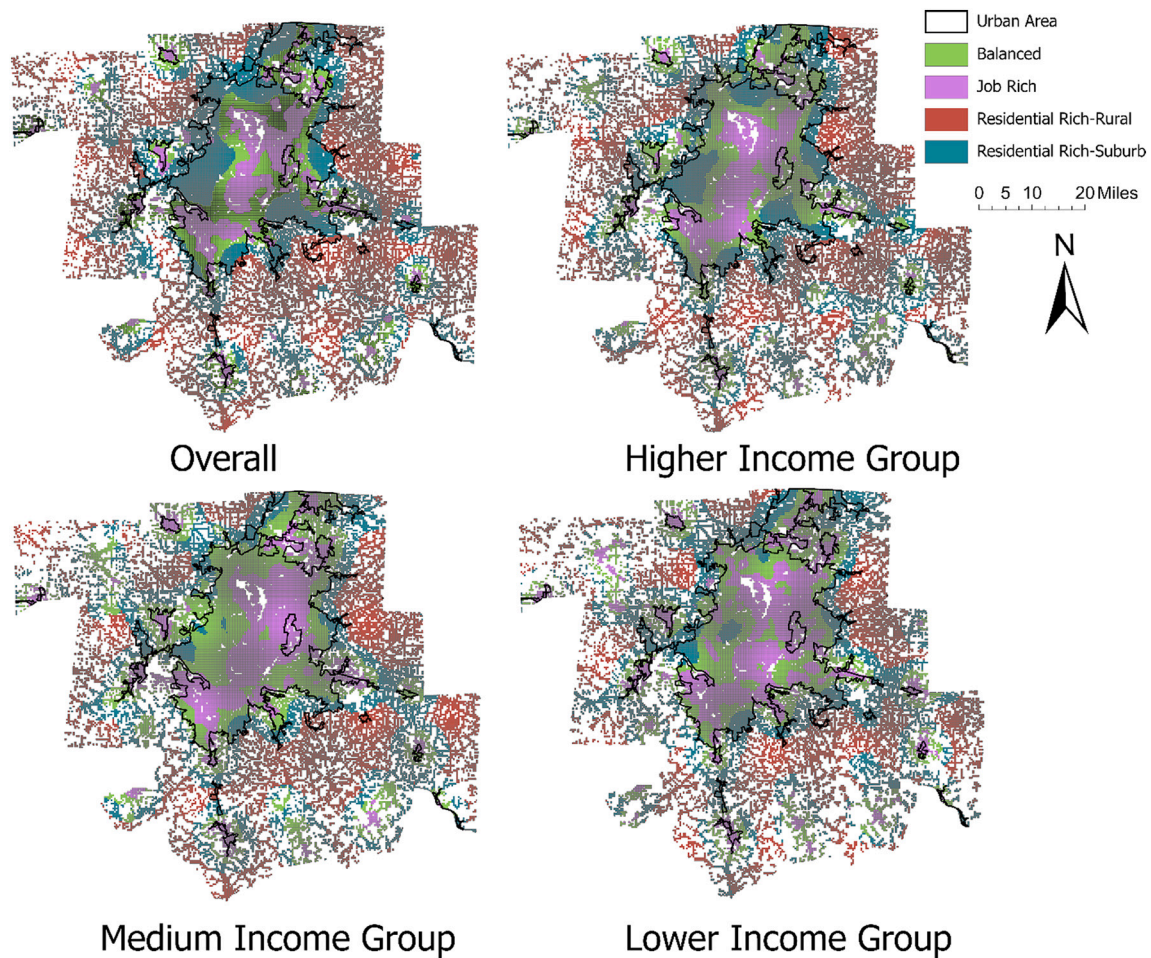 Urban Area
Balanced
Job Rich
Residential Rich-Rural
Residential Rich-Suburb
0 5 10 20 Miles
N
Overall
Higher Income Group
Medium Income Group
Lower Income Group